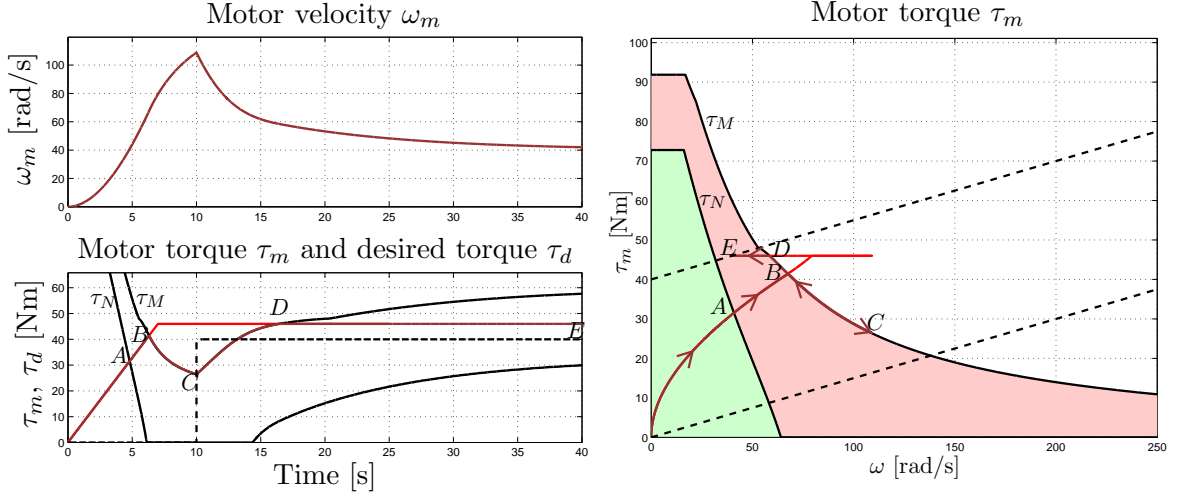 Motor velocity ωm
ωm [rad/s]
100
80
60
40
20
0
0 5 10 15 20 25 30 35 40
Motor torque τm and desired torque τd
τm, τd [Nm]
60
50
40
30
20
10
0
τN τM
A
B
C
D
E
0 5 10 15 20 25 30 35 40
Time [s]
Motor torque τm
τm [Nm]
100
90
80
70
60
50
40
30
20
10
0
τM
τN
E D
B
A
C
0 50 100 150 200 250
ω [rad/s]